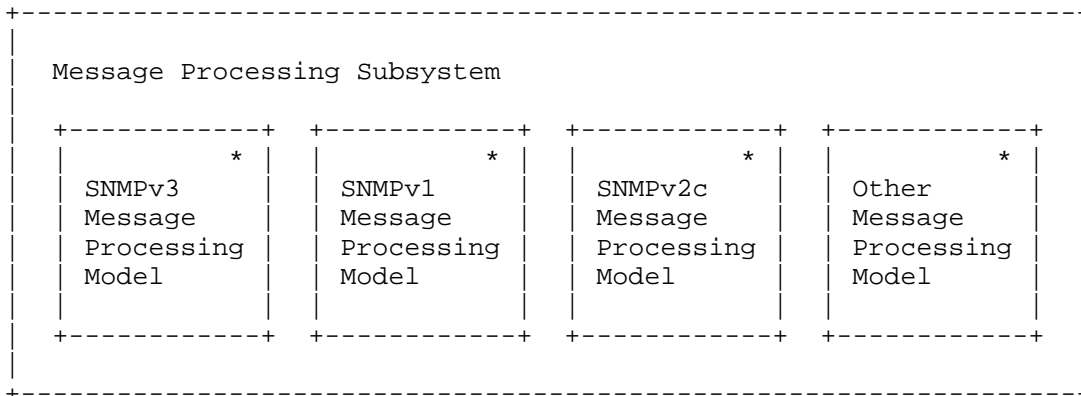 Message Processing Subsystem
* * * *
SNMPv3 SNMPv1 SNMPv2c Other
Message Message Message Message
Processing Processing Processing Processing
Model Model Model Model